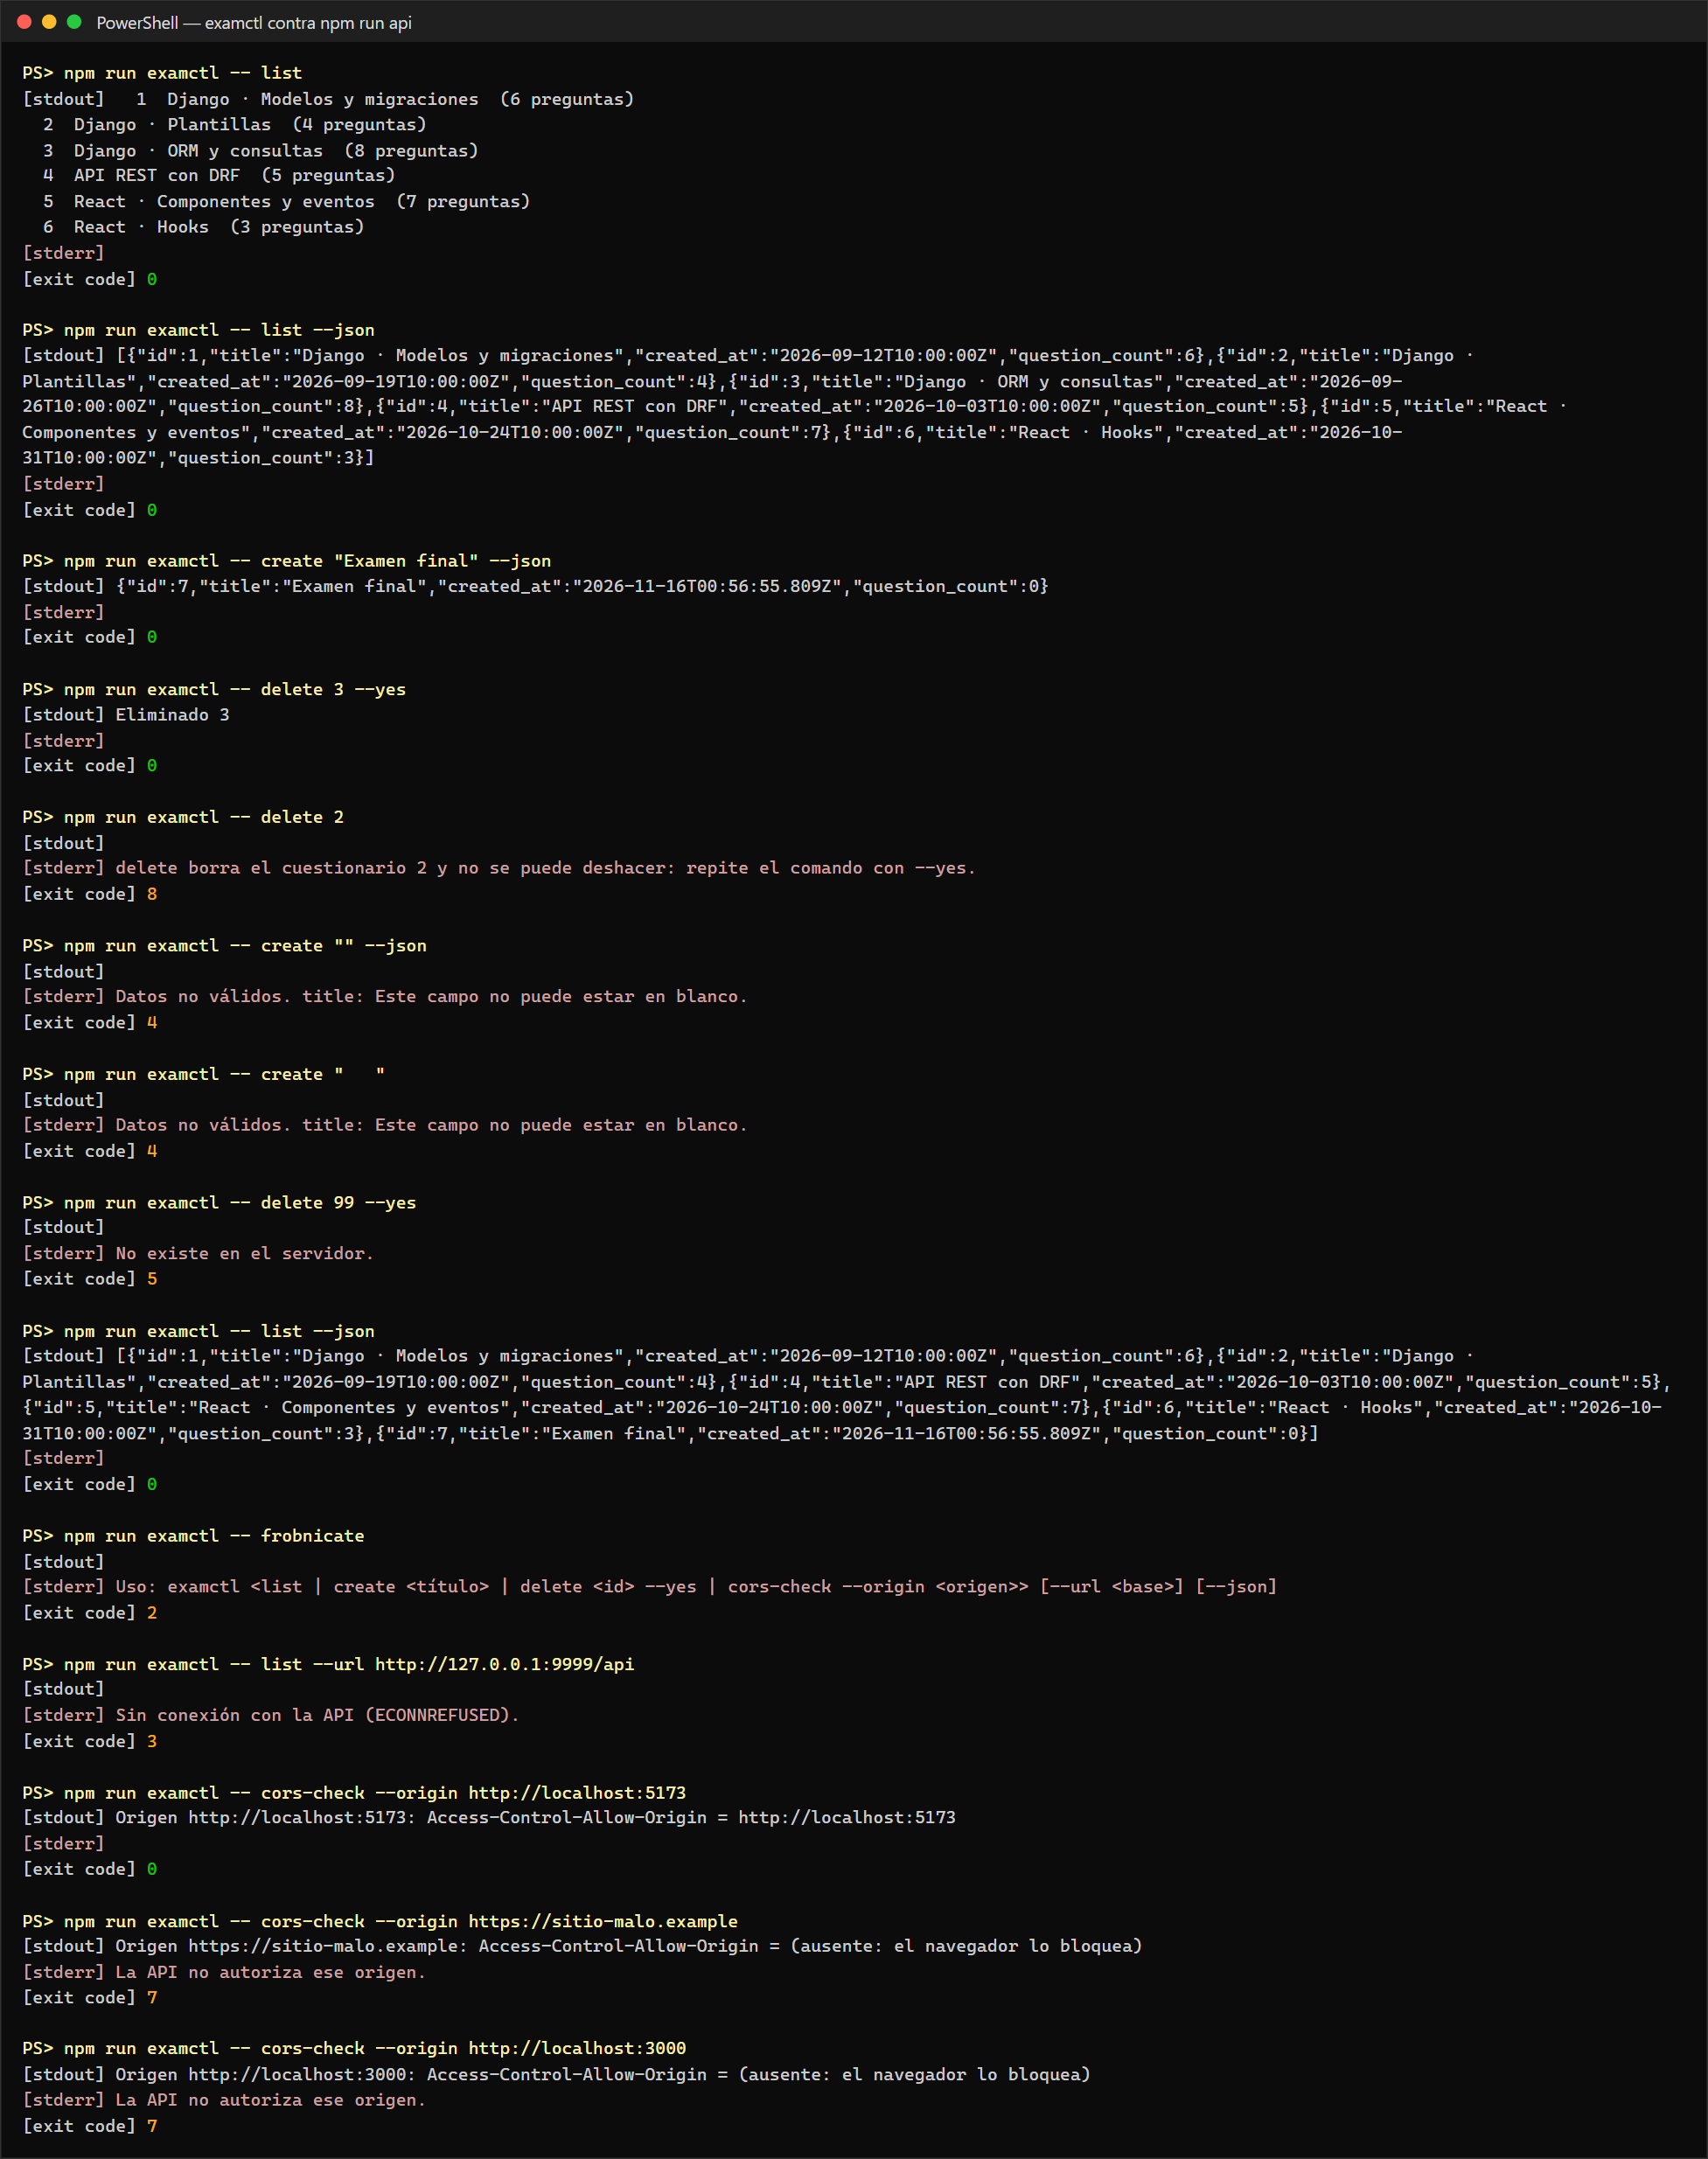 PowerShell — examctl contra npm run api
PS> npm run examctl -- list
[stdout]   1  Django · Modelos y migraciones  (6 preguntas)
  2  Django · Plantillas  (4 preguntas)
  3  Django · ORM y consultas  (8 preguntas)
  4  API REST con DRF  (5 preguntas)
  5  React · Componentes y eventos  (7 preguntas)
  6  React · Hooks  (3 preguntas)
[stderr]
[exit code] 0
PS> npm run examctl -- list --json
[stdout] [{"id":1,"title":"Django · Modelos y migraciones","created_at":"2026-09-12T10:00:00Z","question_count":6},{"id":2,"title":"Django ·
Plantillas","created_at":"2026-09-19T10:00:00Z","question_count":4},{"id":3,"title":"Django · ORM y consultas","created_at":"2026-09-
26T10:00:00Z","question_count":8},{"id":4,"title":"API REST con DRF","created_at":"2026-10-03T10:00:00Z","question_count":5},{"id":5,"title":"React ·
Componentes y eventos","created_at":"2026-10-24T10:00:00Z","question_count":7},{"id":6,"title":"React · Hooks","created_at":"2026-10-
31T10:00:00Z","question_count":3}]
[stderr]
[exit code] 0
PS> npm run examctl -- create "Examen final" --json
[stdout] {"id":7,"title":"Examen final","created_at":"2026-11-16T00:56:55.809Z","question_count":0}
[stderr]
[exit code] 0
PS> npm run examctl -- delete 3 --yes
[stdout] Eliminado 3
[stderr]
[exit code] 0
PS> npm run examctl -- delete 2
[stdout]
[stderr] delete borra el cuestionario 2 y no se puede deshacer: repite el comando con --yes.
[exit code] 8
PS> npm run examctl -- create "" --json
[stdout]
[stderr] Datos no válidos. title: Este campo no puede estar en blanco.
[exit code] 4
PS> npm run examctl -- create "   "
[stdout]
[stderr] Datos no válidos. title: Este campo no puede estar en blanco.
[exit code] 4
PS> npm run examctl -- delete 99 --yes
[stdout]
[stderr] No existe en el servidor.
[exit code] 5
PS> npm run examctl -- list --json
[stdout] [{"id":1,"title":"Django · Modelos y migraciones","created_at":"2026-09-12T10:00:00Z","question_count":6},{"id":2,"title":"Django ·
Plantillas","created_at":"2026-09-19T10:00:00Z","question_count":4},{"id":4,"title":"API REST con DRF","created_at":"2026-10-03T10:00:00Z","question_count":5},
{"id":5,"title":"React · Componentes y eventos","created_at":"2026-10-24T10:00:00Z","question_count":7},{"id":6,"title":"React · Hooks","created_at":"2026-10-
31T10:00:00Z","question_count":3},{"id":7,"title":"Examen final","created_at":"2026-11-16T00:56:55.809Z","question_count":0}]
[stderr]
[exit code] 0
PS> npm run examctl -- frobnicate
[stdout]
[stderr] Uso: examctl <list | create <título> | delete <id> --yes | cors-check --origin <origen>> [--url <base>] [--json]
[exit code] 2
PS> npm run examctl -- list --url http://127.0.0.1:9999/api
[stdout]
[stderr] Sin conexión con la API (ECONNREFUSED).
[exit code] 3
PS> npm run examctl -- cors-check --origin http://localhost:5173
[stdout] Origen http://localhost:5173: Access-Control-Allow-Origin = http://localhost:5173
[stderr]
[exit code] 0
PS> npm run examctl -- cors-check --origin https://sitio-malo.example
[stdout] Origen https://sitio-malo.example: Access-Control-Allow-Origin = (ausente: el navegador lo bloquea)
[stderr] La API no autoriza ese origen.
[exit code] 7
PS> npm run examctl -- cors-check --origin http://localhost:3000
[stdout] Origen http://localhost:3000: Access-Control-Allow-Origin = (ausente: el navegador lo bloquea)
[stderr] La API no autoriza ese origen.
[exit code] 7